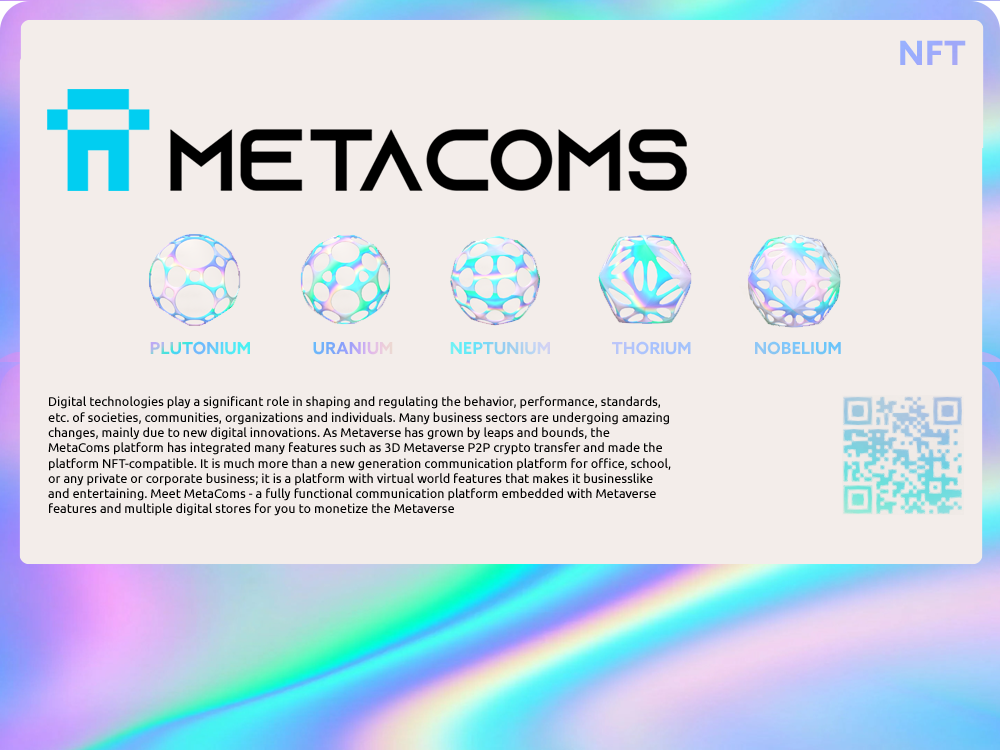 NFT
METACOMS
PLUTONIUM URANIUM NEPTUNIUM THORIUM NOBELIUM
Digital technologies play a significant role in shaping and regulating the behavior, performance, standards,
etc. of societies, communities, organizations and individuals. Many business sectors are undergoing amazing
changes, mainly due to new digital innovations. As Metaverse has grown by leaps and bounds, the
MetaComs platform has integrated many features such as 3D Metaverse P2P crypto transfer and made the
platform NFT-compatible. It is much more than a new generation communication platform for office, school,
or any private or corporate business; it is a platform with virtual world features that makes it businesslike
and entertaining. Meet MetaComs - a fully functional communication platform embedded with Metaverse
features and multiple digital stores for you to monetize the Metaverse